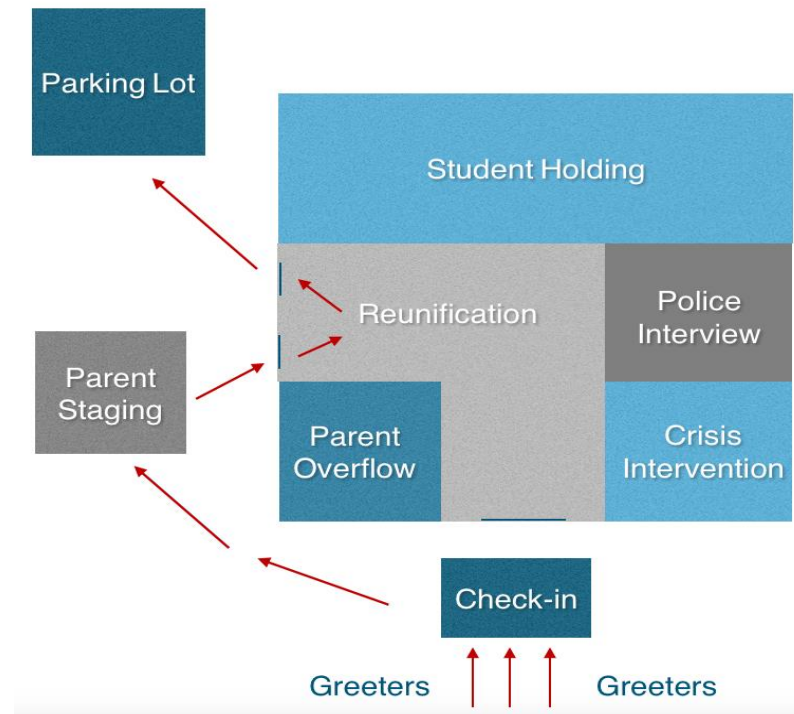 Parking Lot
Student Holding
Reunification
Police
Interview
Parent
Staging
Parent
Overflow
Crisis
Intervention
Check-in
Greeters
Greeters